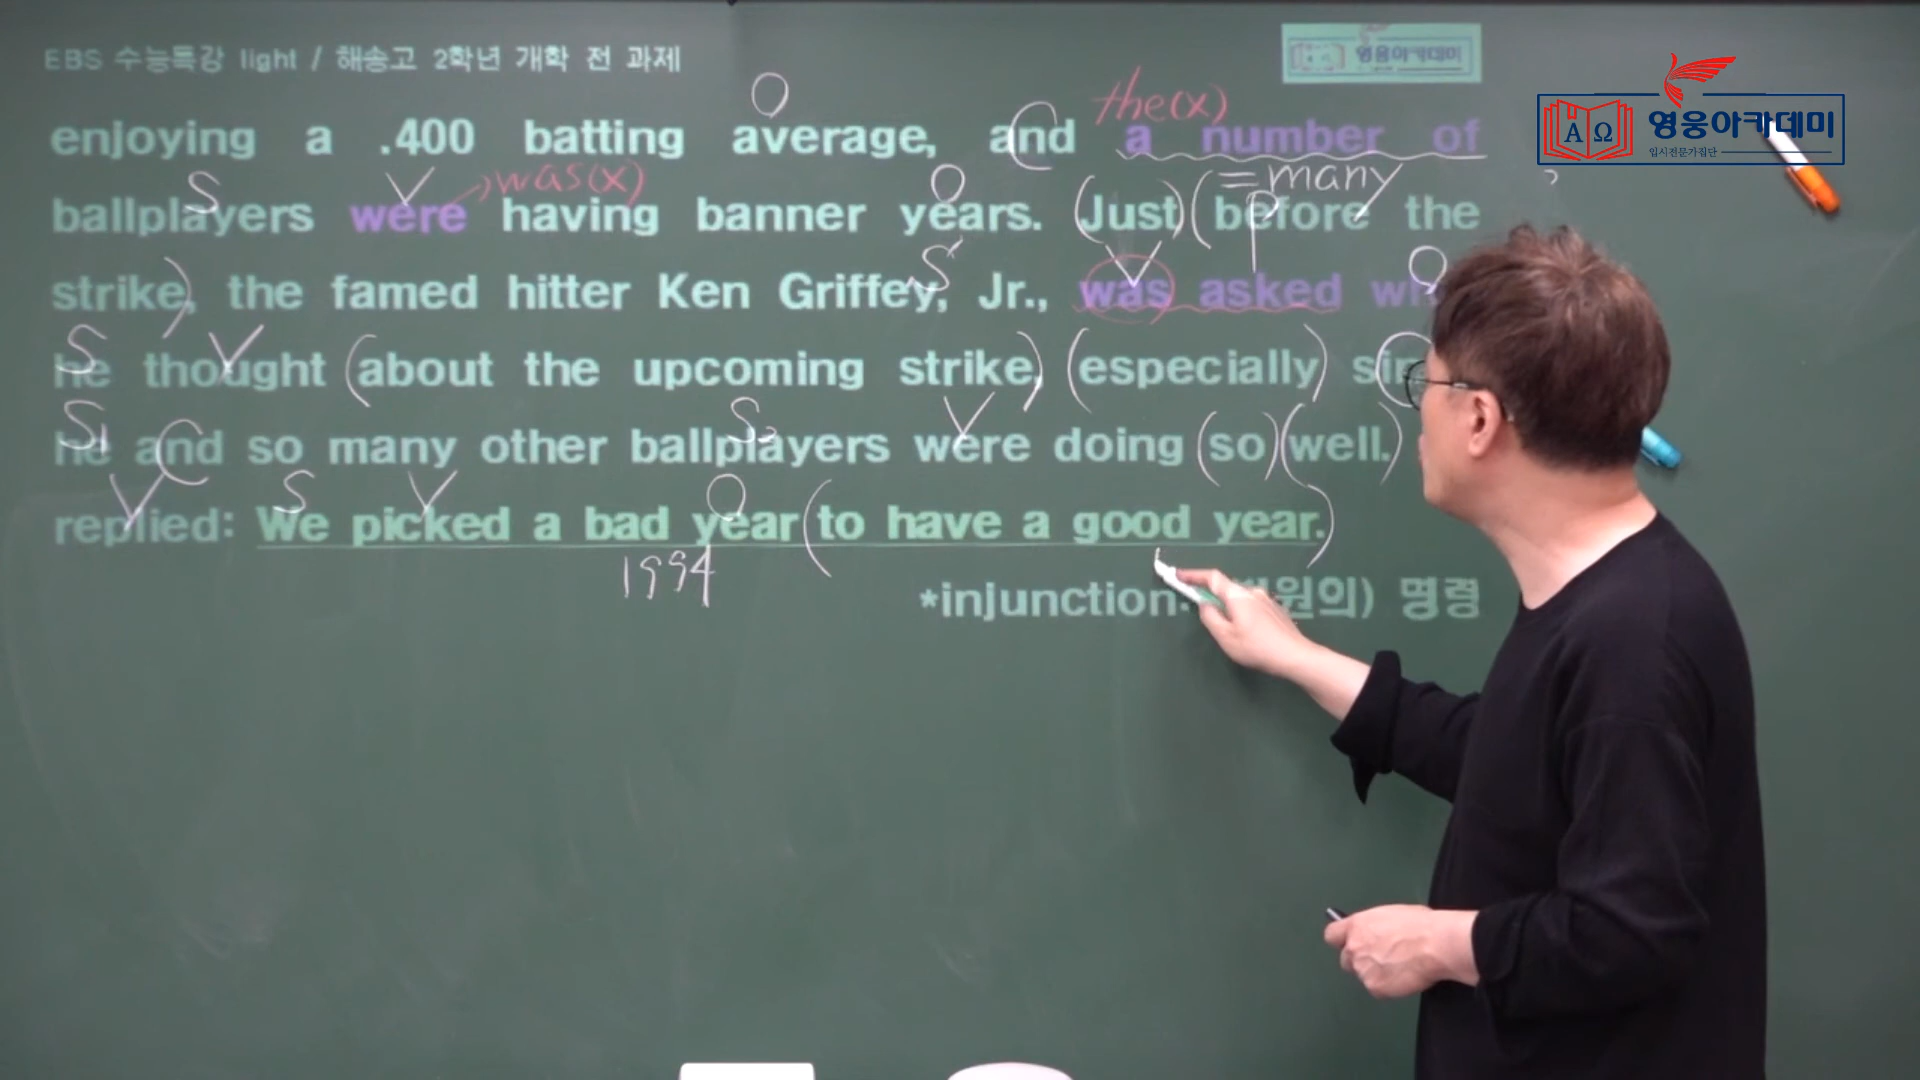 EBS 수능특강 light / 해송고 2학년 개학 전 과제
영웅아카데미
영웅아카데미
입시전문가집단
A Ω
O the(x)
enjoying a .400 batting average, and a number of
S V was(x) O =many
ballplayers were having banner years. (Just) (before the
P
S' V O
strike), the famed hitter Ken Griffey, Jr., was asked
S V
he thought (about the upcoming strike,) (especially)
S1 C S2 V
he and so many other ballplayers were doing (so) (well.)
V S V O
replied: We picked a bad year (to have a good year.)
1994
*injunction: 명령